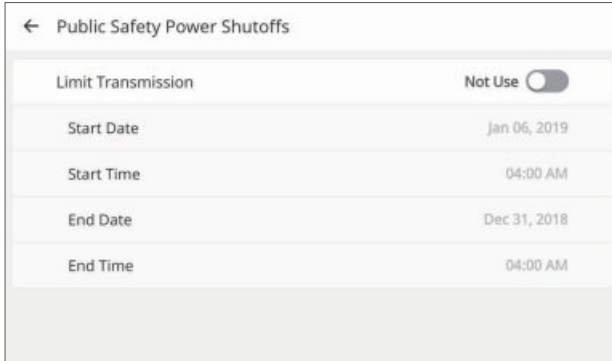 ← Public Safety Power Shutoffs
Limit Transmission Not Use
Start Date Jan 06, 2019
Start Time 04:00 AM
End Date Dec 31, 2018
End Time 04:00 AM